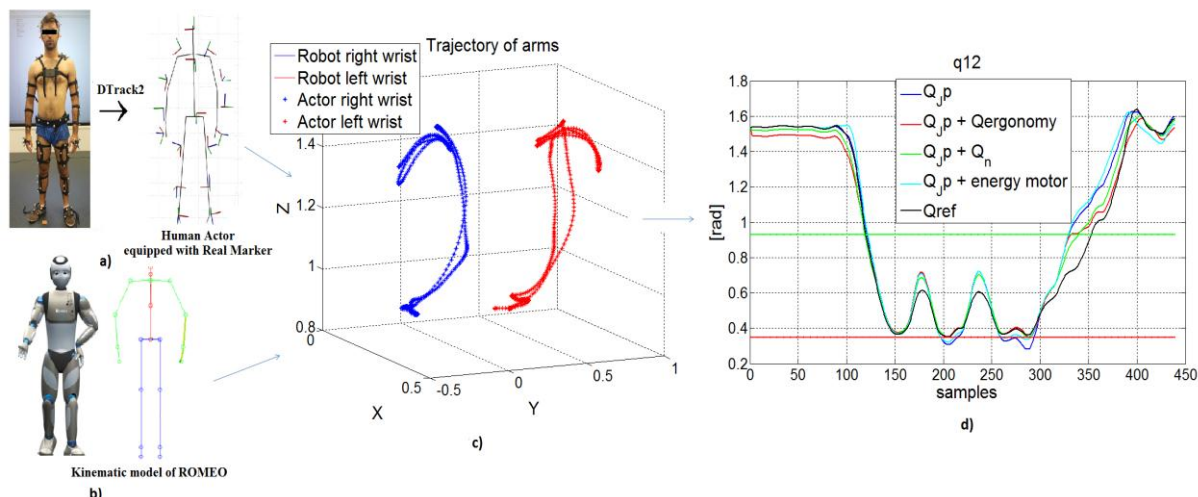 a)
DTrack2
Human Actor
equipped with Real Marker
b)
Kinematic model of ROMEO
Trajectory of arms
Robot right wrist
Robot left wrist
Actor right wrist
Actor left wrist
Z
1.4
1.2
1
0.8
0
0.5
X
-0.5
0
0.5
1
Y
c)
q12
Q_Jp
Q_Jp + Qergonomy
Q_Jp + Q_n
Q_Jp + energy motor
Qref
[rad]
1.8
1.6
1.4
1.2
1
0.8
0.6
0.4
0.2
0 50 100 150 200 250 300 350 400 450
samples
d)